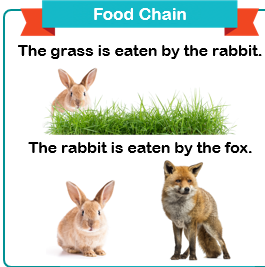 Food Chain
The grass is eaten by the rabbit.
The rabbit is eaten by the fox.